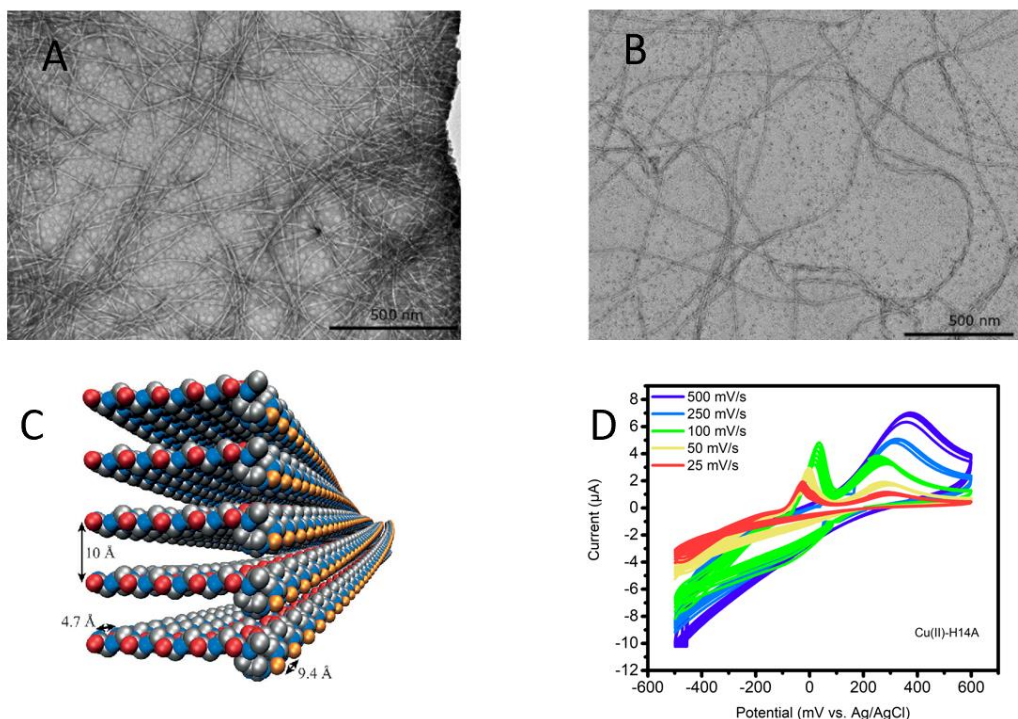 A
500 nm
B
500 nm
C
10 Å
4.7 Å
9.4 Å
D
500 mV/s
250 mV/s
100 mV/s
50 mV/s
25 mV/s
8
6
4
2
0
-2
-4
-6
-8
-10
-12
Current (µA)
Cu(II)-H14A
-600 -400 -200 0 200 400 600
Potential (mV vs. Ag/AgCl)